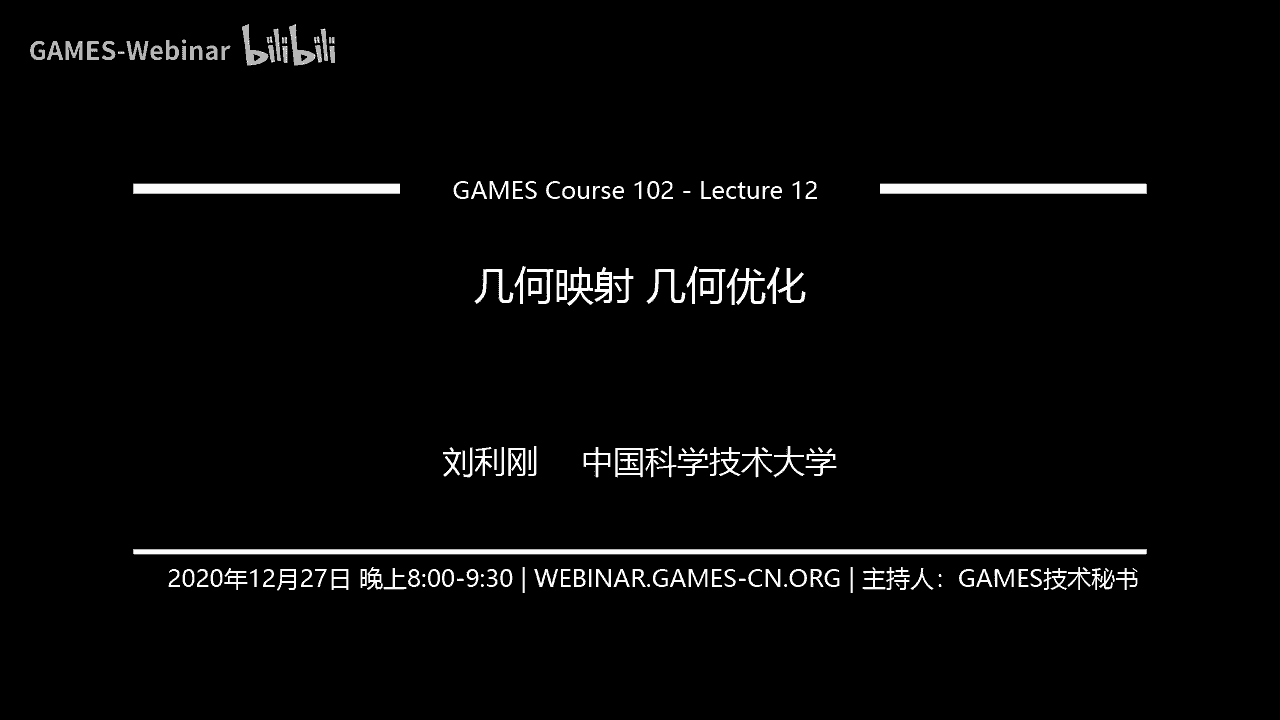 GAMES-Webinar bilibili
GAMES Course 102 - Lecture 12
几何映射 几何优化
刘利刚 中国科学技术大学
2020年12月27日 晚上8:00-9:30 | WEBINAR.GAMES-CN.ORG | 主持人：GAMES技术秘书